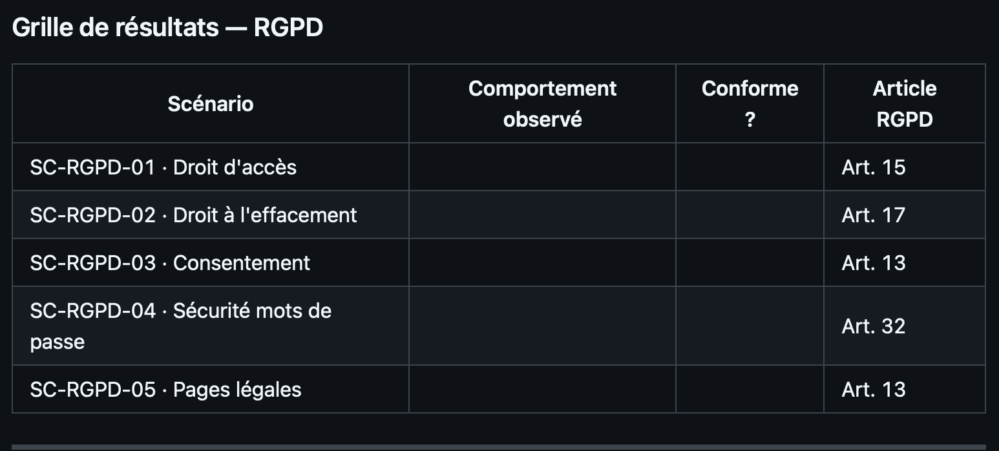 Grille de résultats — RGPD
Scénario
Comportement
observé
Conforme
?
Article
RGPD
SC-RGPD-01 · Droit d'accès
Art. 15
SC-RGPD-02 · Droit à l'effacement
Art. 17
SC-RGPD-03 · Consentement
Art. 13
SC-RGPD-04 · Sécurité mots de
passe
Art. 32
SC-RGPD-05 · Pages légales
Art. 13